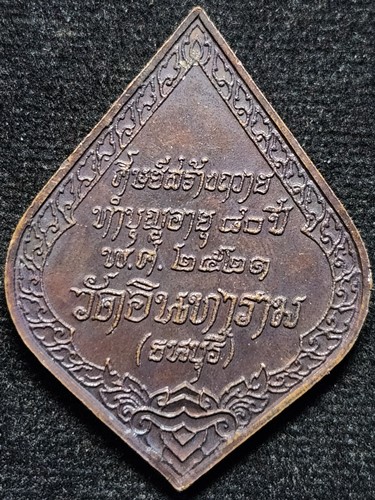 ศิษย์สร้างถวาย
ทำบุญอายุ ๘๐ ปี
พ.ศ. ๒๕๒๑
วัดอินทาราม
(ธนบุรี)